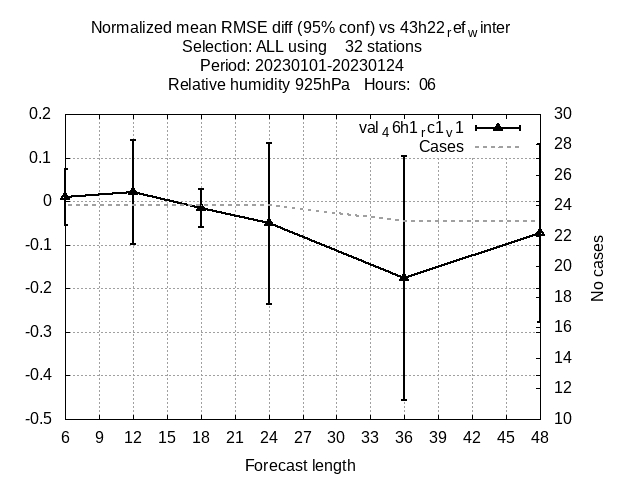 Normalized mean RMSE diff (95% conf) vs 43h22refwinter
Selection: ALL using    32 stations
Period: 20230101-20230124
Relative humidity 925hPa   Hours:  06
val46h1rc1v1
Cases
0.2
0.1
0
-0.1
-0.2
-0.3
-0.4
-0.5
30
28
26
24
22
20
18
16
14
12
10
No cases
6 9 12 15 18 21 24 27 30 33 36 39 42 45 48
Forecast length